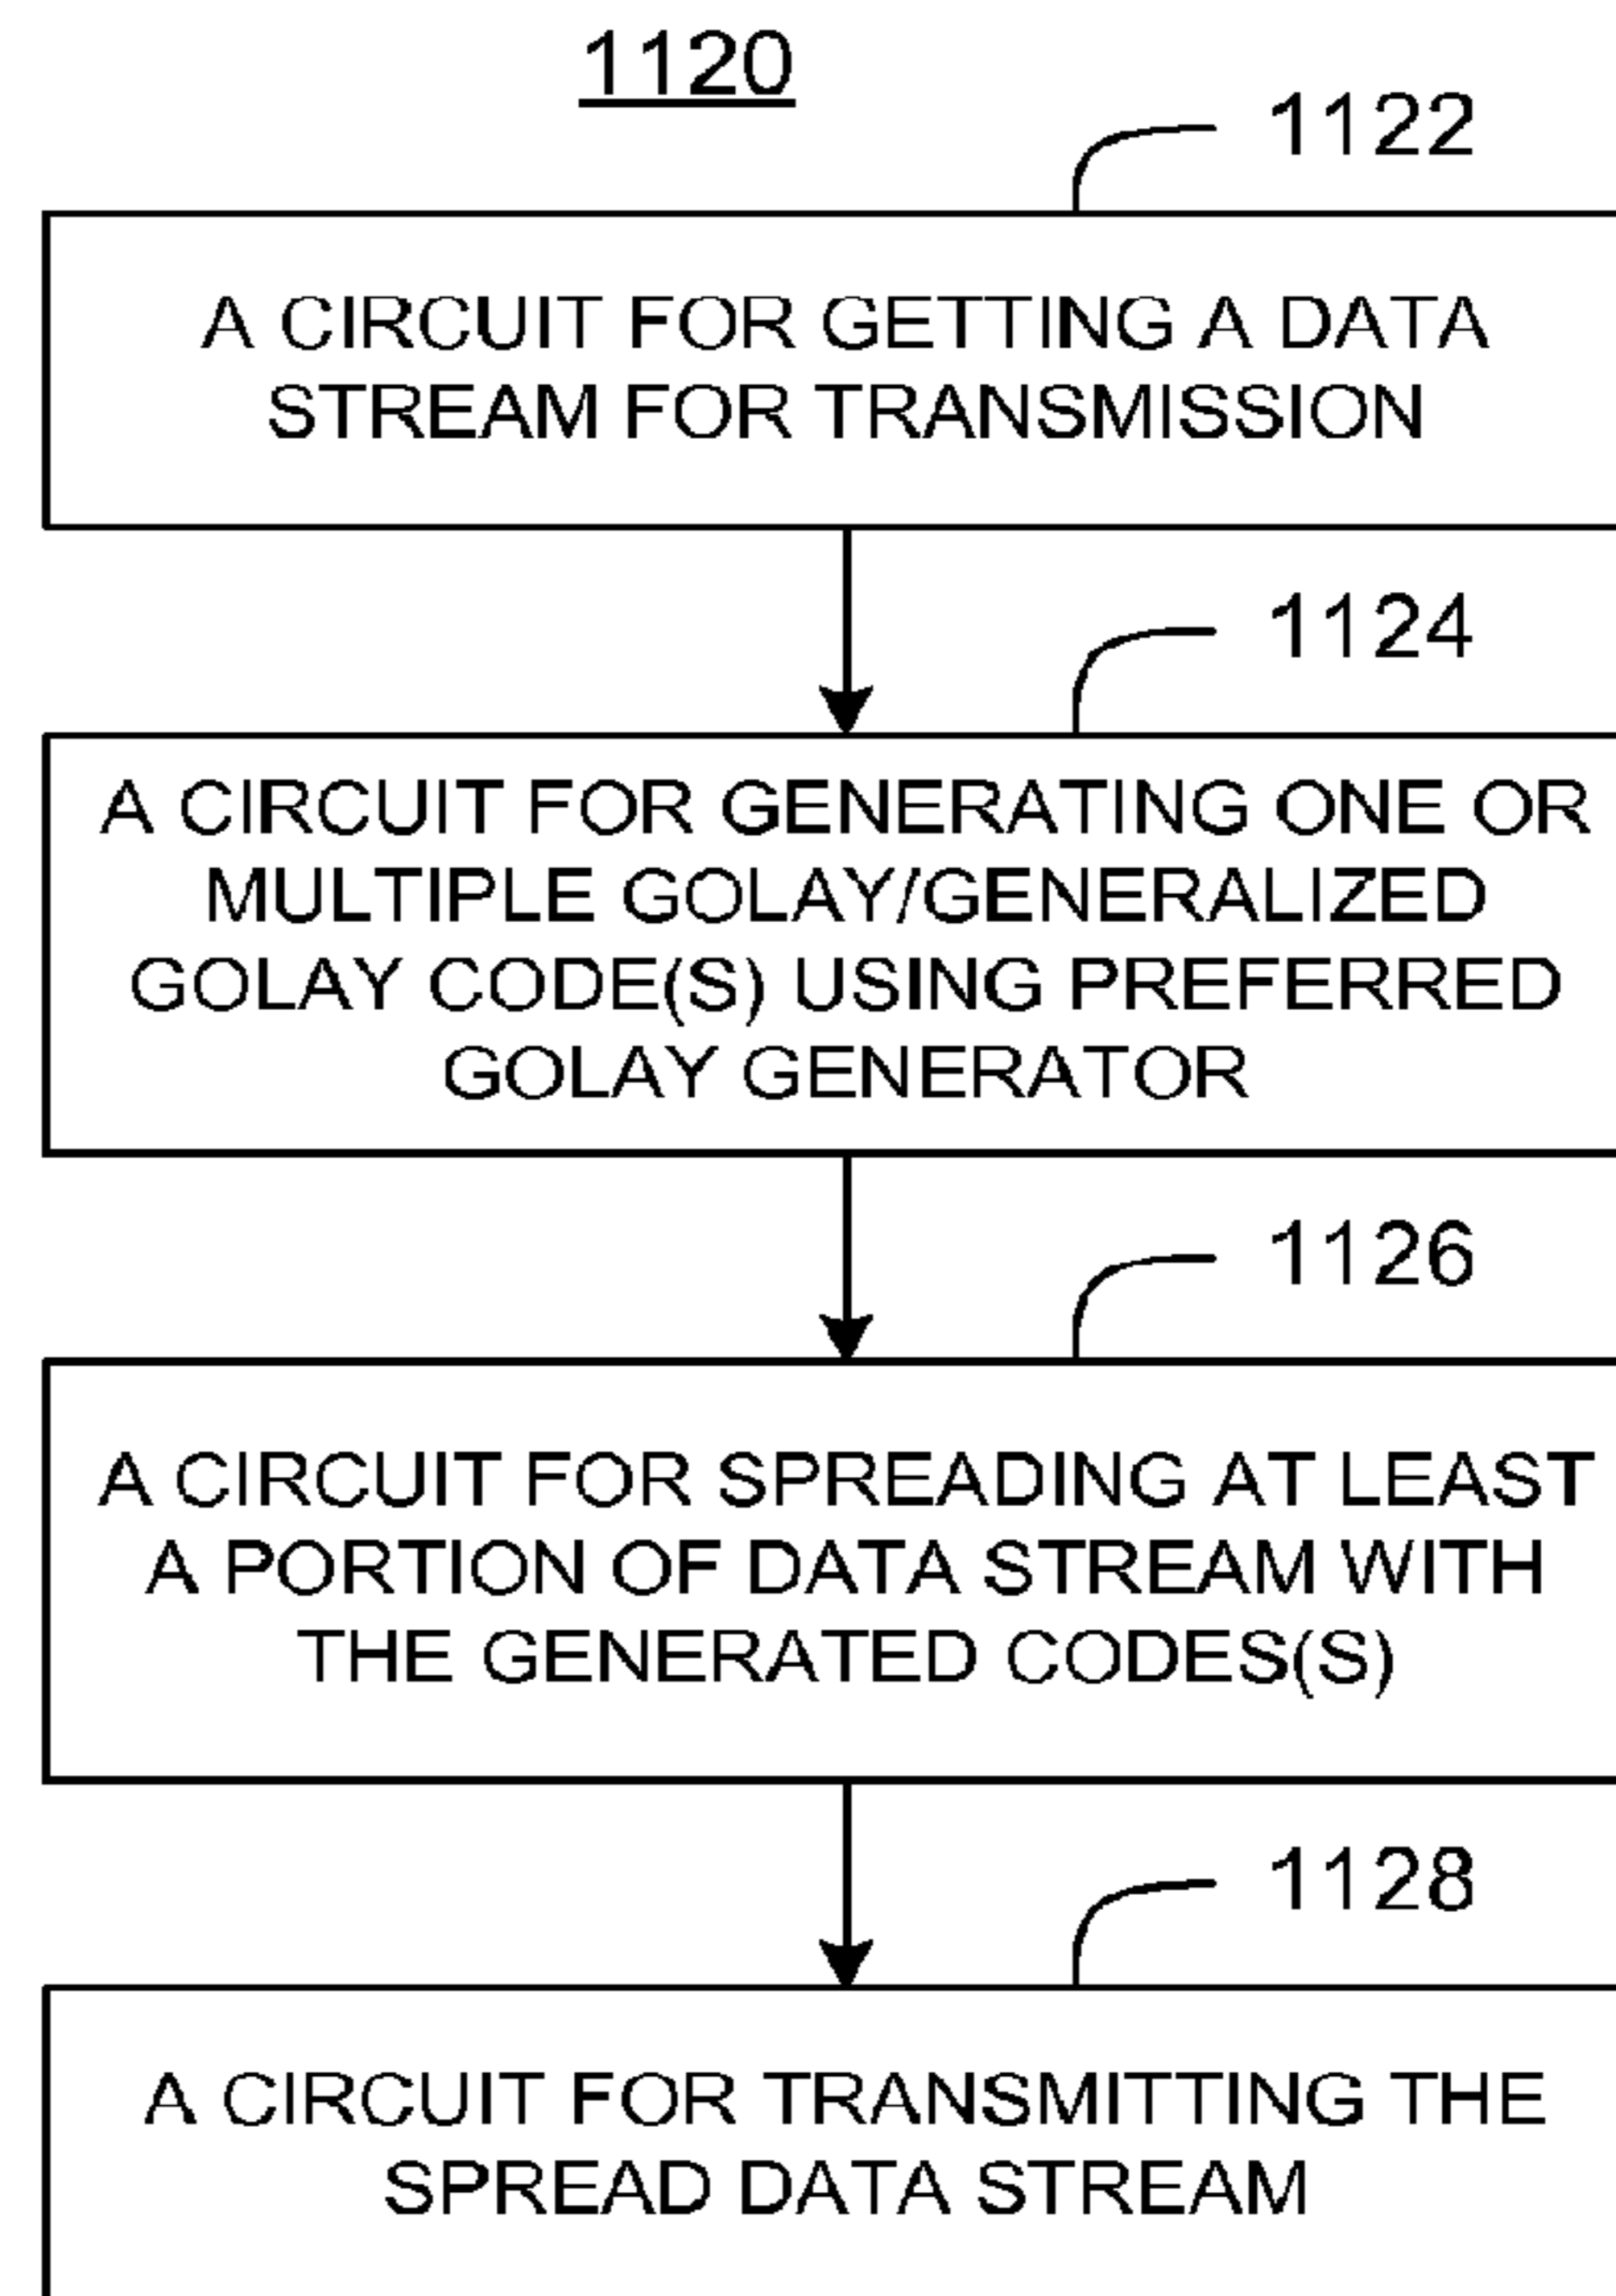 1120
1122
A CIRCUIT FOR GETTING A DATA
STREAM FOR TRANSMISSION
1124
A CIRCUIT FOR GENERATING ONE OR
MULTIPLE GOLAY/GENERALIZED
GOLAY CODE(S) USING PREFERRED
GOLAY GENERATOR
1126
A CIRCUIT FOR SPREADING AT LEAST
A PORTION OF DATA STREAM WITH
THE GENERATED CODES(S)
1128
A CIRCUIT FOR TRANSMITTING THE
SPREAD DATA STREAM